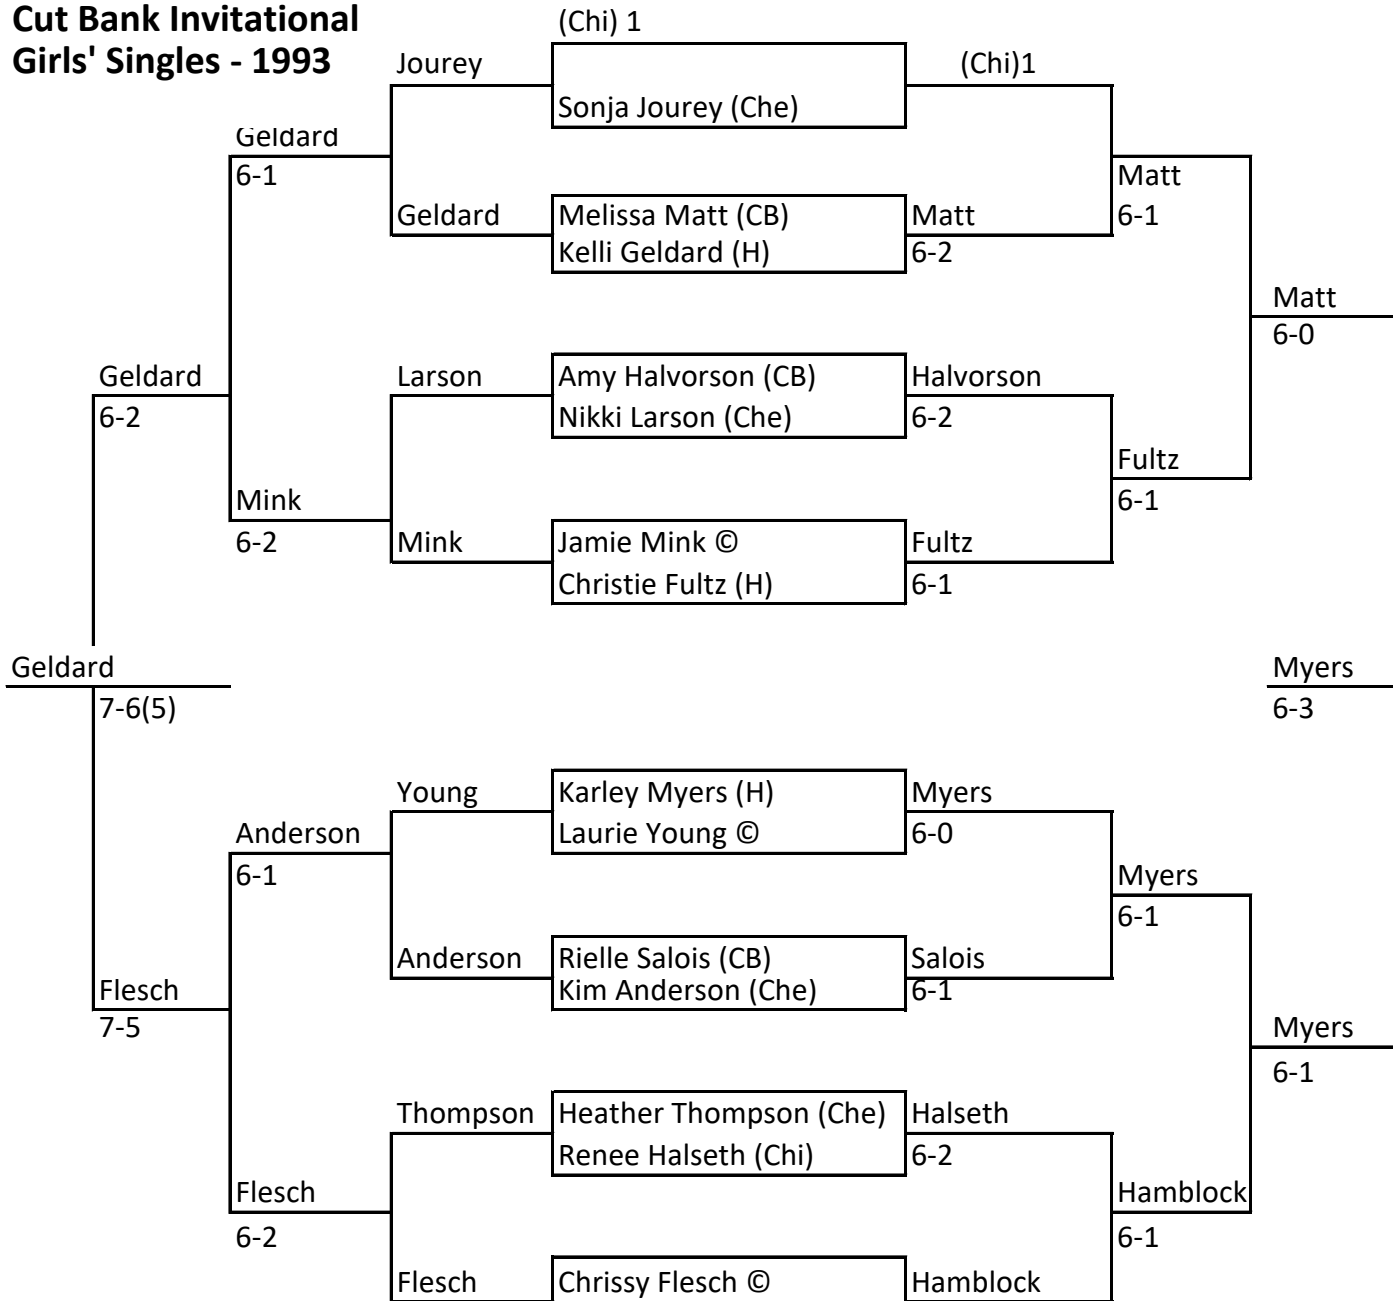 Cut Bank Invitational
Girls' Singles - 1993
(Chi) 1
Jourey
(Chi)1
Sonja Jourey (Che)
Geldard
6-1
Matt
6-1
Geldard
Melissa Matt (CB)
Matt
Kelli Geldard (H)
6-2
Matt
6-0
Geldard
6-2
Larson
Amy Halvorson (CB)
Halvorson
Nikki Larson (Che)
6-2
Fultz
6-1
Mink
6-2
Mink
Jamie Mink ©
Fultz
Christie Fultz (H)
6-1
Geldard
7-6(5)
Myers
6-3
Young
Karley Myers (H)
Myers
Laurie Young ©
6-0
Anderson
6-1
Myers
6-1
Anderson
Rielle Salois (CB)
Salois
Kim Anderson (Che)
6-1
Flesch
7-5
Myers
6-1
Thompson
Heather Thompson (Che)
Halseth
Renee Halseth (Chi)
6-2
Flesch
6-2
Hamblock
6-1
Flesch
Chrissy Flesch ©
Hamblock